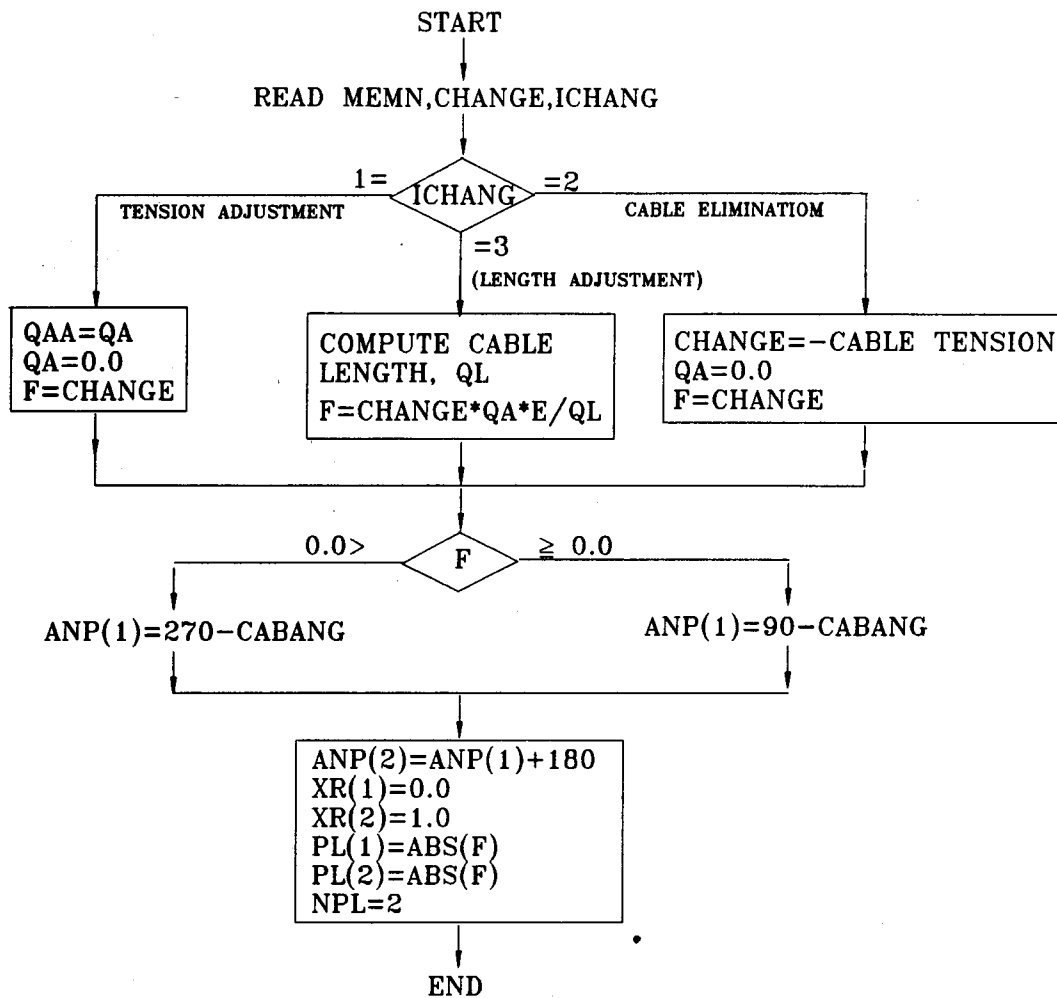 START
READ MEMN,CHANGE,ICHANG
1=
ICHANG
=2
TENSION ADJUSTMENT
CABLE ELIMINATIOM
=3
(LENGTH ADJUSTMENT)
QAA=QA
QA=0.0
F=CHANGE
COMPUTE CABLE
LENGTH, QL
F=CHANGE*QA*E/QL
CHANGE=-CABLE TENSION
QA=0.0
F=CHANGE
0.0>
F
≧ 0.0
ANP(1)=270-CABANG
ANP(1)=90-CABANG
ANP(2)=ANP(1)+180
XR(1)=0.0
XR(2)=1.0
PL(1)=ABS(F)
PL(2)=ABS(F)
NPL=2
END